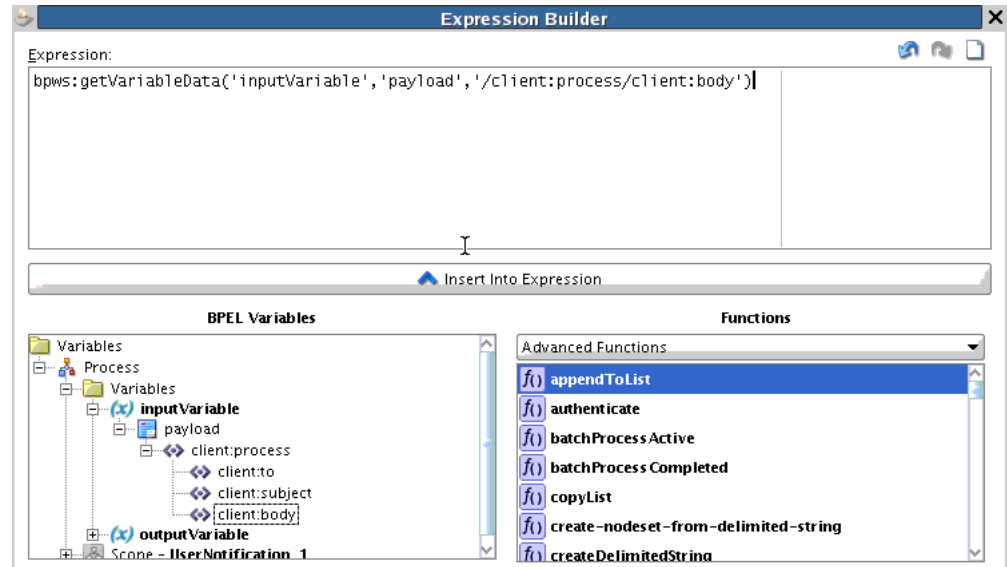 Expression Builder
Expression:
bpws:getVariableData('inputVariable','payload','/client:process/client:body')
Insert Into Expression
BPEL Variables
Variables
Process
Variables
(x) inputVariable
payload
client:process
client:to
client:subject
client:body
(x) outputVariable
Scope - UserNotification_1
Functions
Advanced Functions
f() appendToList
f() authenticate
f() batchProcessActive
f() batchProcessCompleted
f() copyList
f() create-nodeset-from-delimited-string
f() createDelimitedString